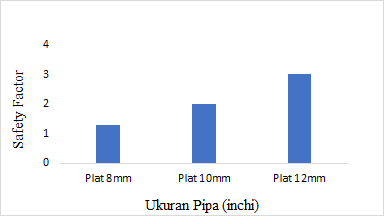 Safety Factor
4
3
2
1
0
Plat 8mm Plat 10mm Plat 12mm
Ukuran Pipa (inchi)